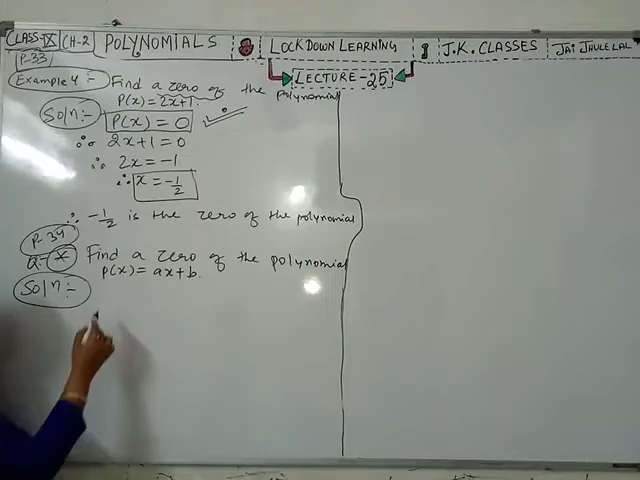 CLASS-IX CH-2 POLYNOMIALS LOCKDOWN LEARNING J.K. CLASSES JAI JHULELAL
P-33 LECTURE-25
Example 4:- Find a zero of the polynomial
P(x)=2x+1.
Soln:- P(x)=0
∴ 2x+1=0
∴ 2x=-1
∴ x=-1/2
∴ -1/2 is the zero of the polynomial
P-34
Q-* Find a zero of the polynomial
P(x)=ax+b.
Soln:-